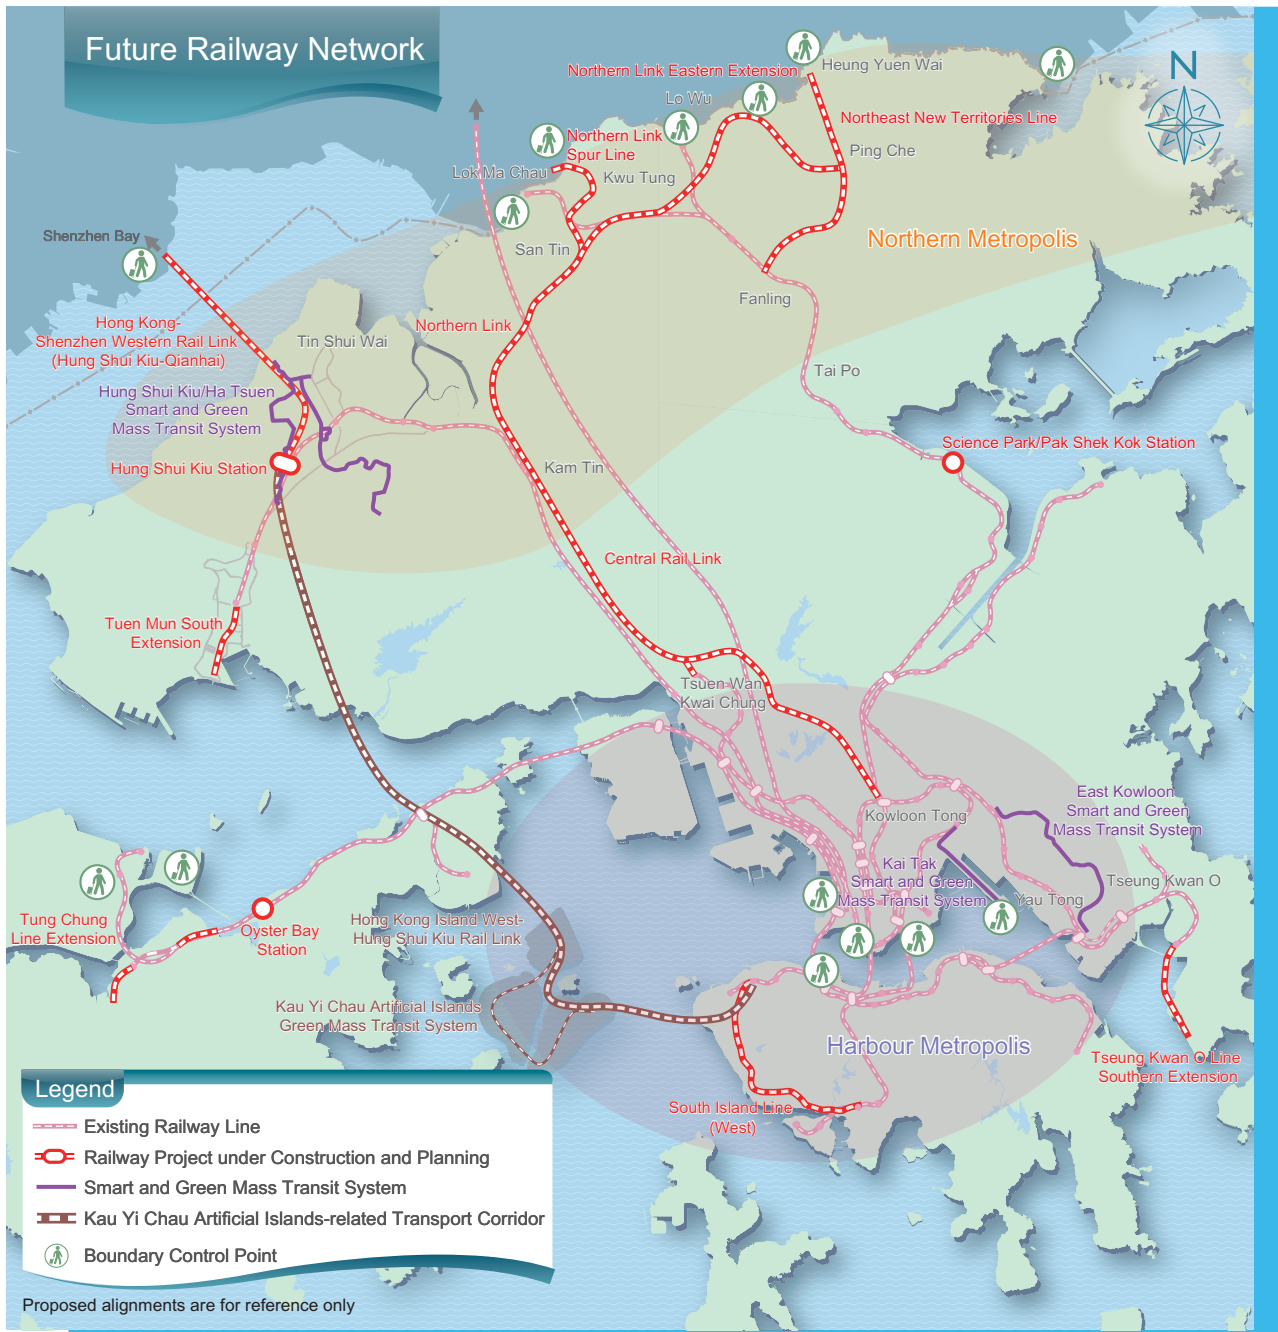 Future Railway Network
N
Northern Link Eastern Extension
Heung Yuen Wai
Lo Wu
Northeast New Territories Line
Northern Link
Spur Line
Ping Che
Lok Ma Chau
Kwu Tung
Shenzhen Bay
San Tin
Northern Metropolis
Fanling
Hong Kong-
Shenzhen Western Rail Link
(Hung Shui Kiu-Qianhai)
Northern Link
Tin Shui Wai
Tai Po
Hung Shui Kiu/Ha Tsuen
Smart and Green
Mass Transit System
Science Park/Pak Shek Kok Station
Hung Shui Kiu Station
Kam Tin
Central Rail Link
Tuen Mun South
Extension
Tsuen Wan
Kwai Chung
East Kowloon
Smart and Green
Mass Transit System
Kowloon Tong
Kai Tak
Smart and Green
Mass Transit System
Tseung Kwan O
Yau Tong
Tung Chung
Line Extension
Oyster Bay
Station
Hong Kong Island West-
Hung Shui Kiu Rail Link
Kau Yi Chau Artificial Islands
Green Mass Transit System
Harbour Metropolis
Tseung Kwan O Line
Southern Extension
South Island Line
(West)
Legend
Existing Railway Line
Railway Project under Construction and Planning
Smart and Green Mass Transit System
Kau Yi Chau Artificial Islands-related Transport Corridor
Boundary Control Point
Proposed alignments are for reference only